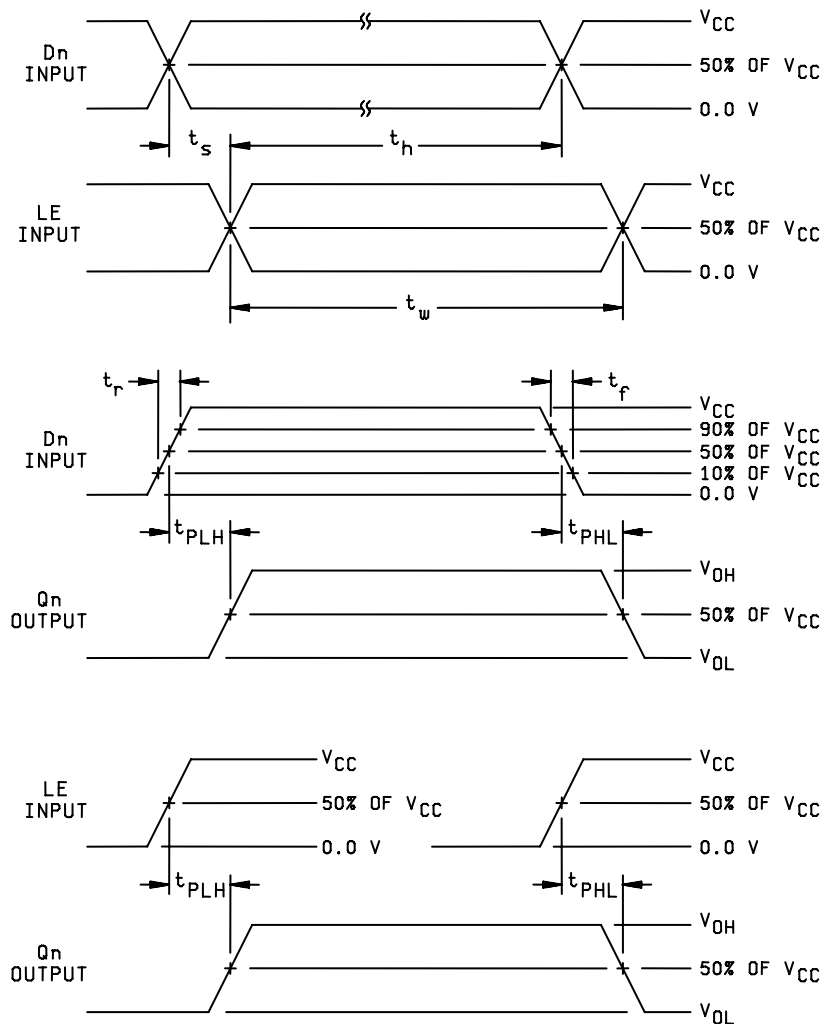 Dn
INPUT
VCC
50% OF VCC
0.0 V
ts
th
LE
INPUT
VCC
50% OF VCC
0.0 V
tw
tr
tf
Dn
INPUT
VCC
90% OF VCC
50% OF VCC
10% OF VCC
0.0 V
tPLH
tPHL
Qn
OUTPUT
VOH
50% OF VCC
VOL
LE
INPUT
VCC
50% OF VCC
0.0 V
VCC
50% OF VCC
0.0 V
tPLH
tPHL
Qn
OUTPUT
VOH
50% OF VCC
VOL